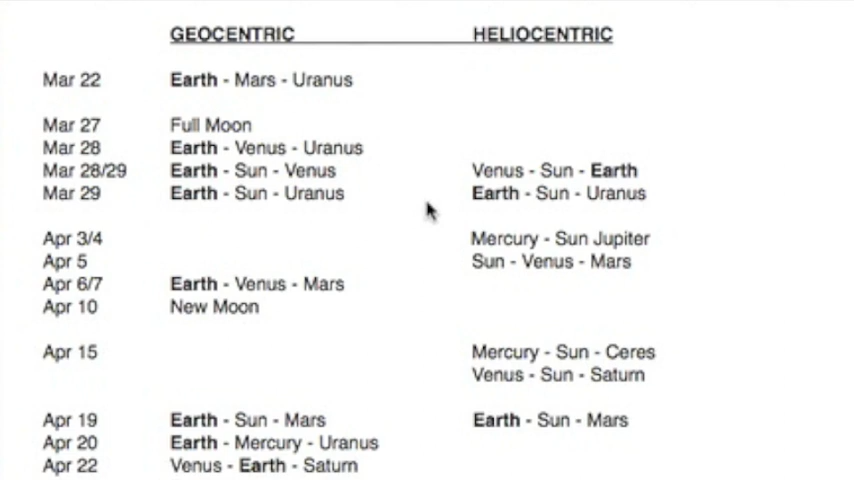 GEOCENTRIC HELIOCENTRIC
Mar 22 Earth - Mars - Uranus
Mar 27 Full Moon
Mar 28 Earth - Venus - Uranus
Mar 28/29 Earth - Sun - Venus Venus - Sun - Earth
Mar 29 Earth - Sun - Uranus Earth - Sun - Uranus
Apr 3/4 Mercury - Sun Jupiter
Apr 5 Sun - Venus - Mars
Apr 6/7 Earth - Venus - Mars
Apr 10 New Moon
Apr 15 Mercury - Sun - Ceres
Venus - Sun - Saturn
Apr 19 Earth - Sun - Mars Earth - Sun - Mars
Apr 20 Earth - Mercury - Uranus
Apr 22 Venus - Earth - Saturn